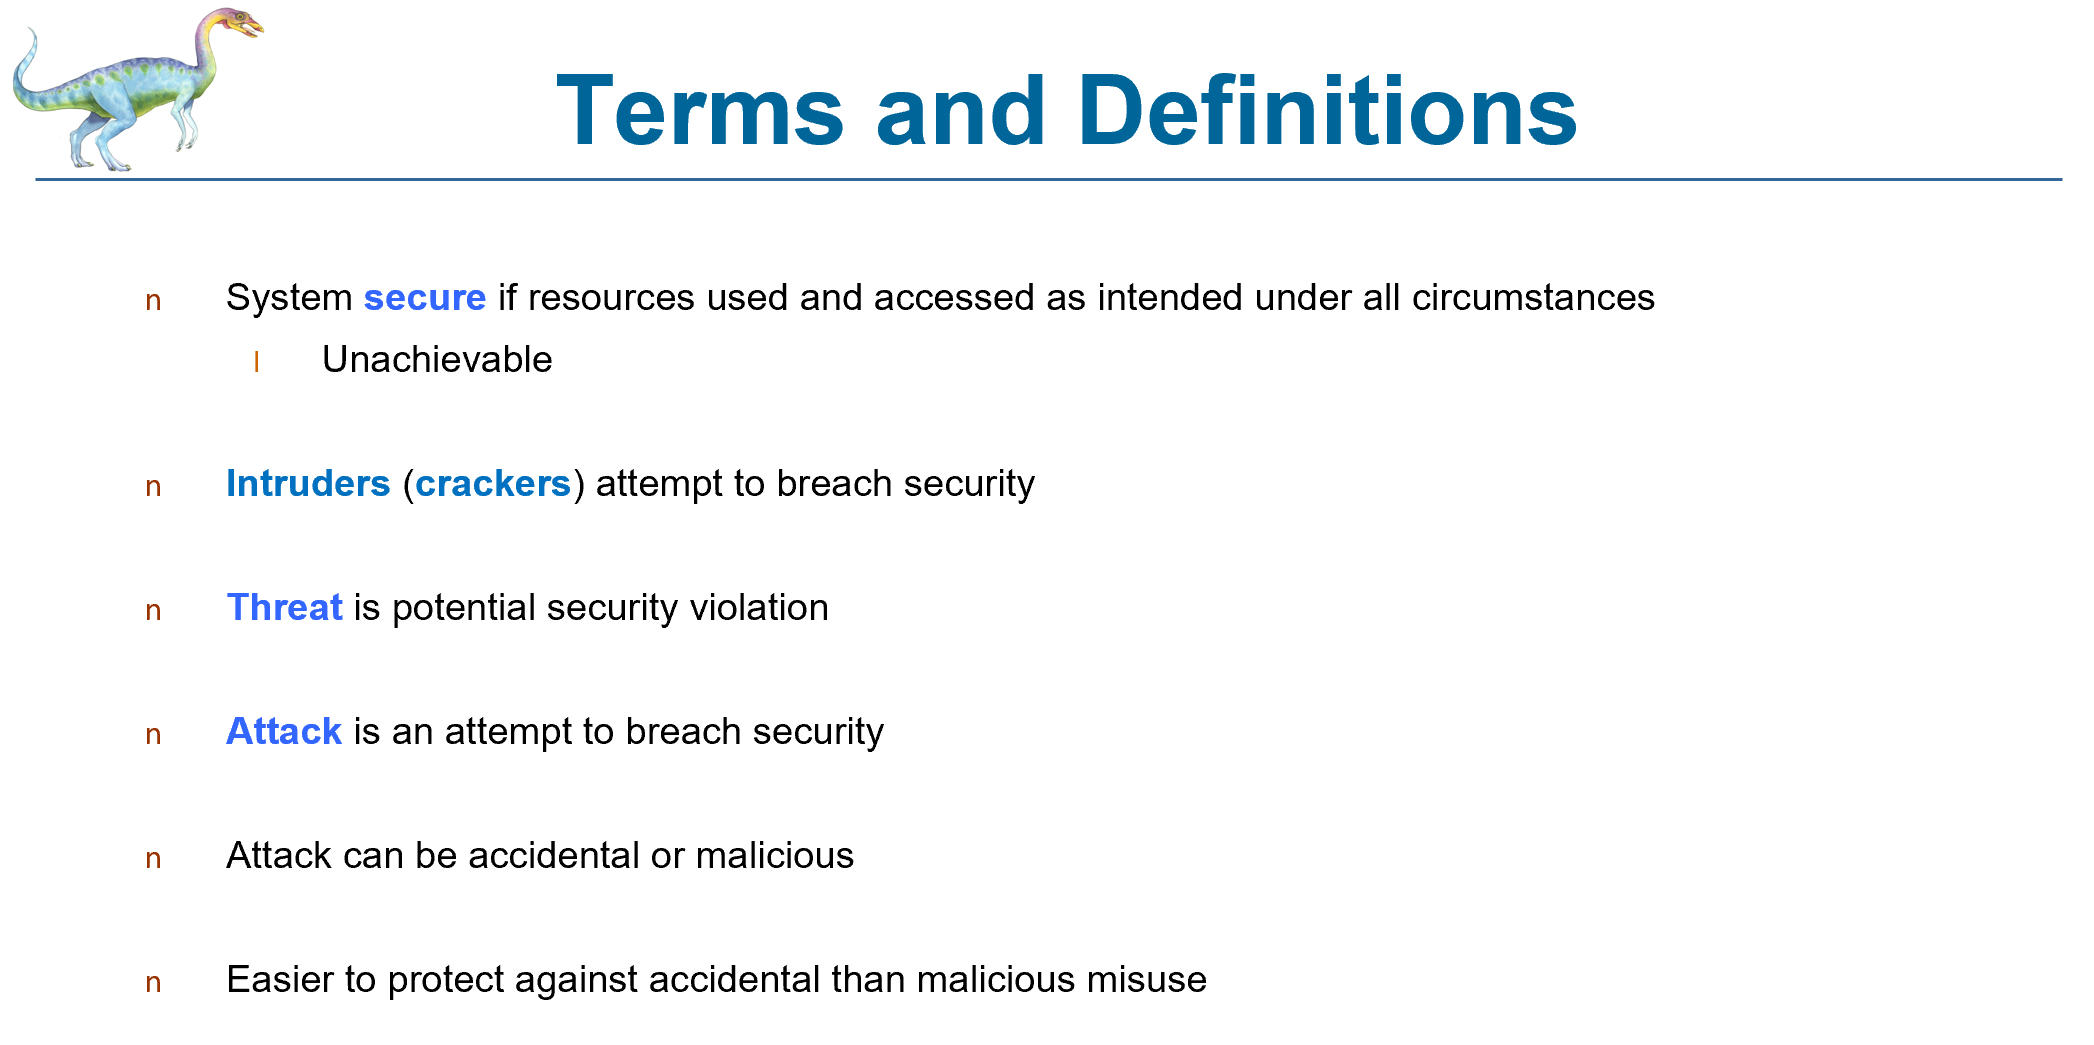 Terms and Definitions
n System secure if resources used and accessed as intended under all circumstances
l Unachievable
n Intruders (crackers) attempt to breach security
n Threat is potential security violation
n Attack is an attempt to breach security
n Attack can be accidental or malicious
n Easier to protect against accidental than malicious misuse